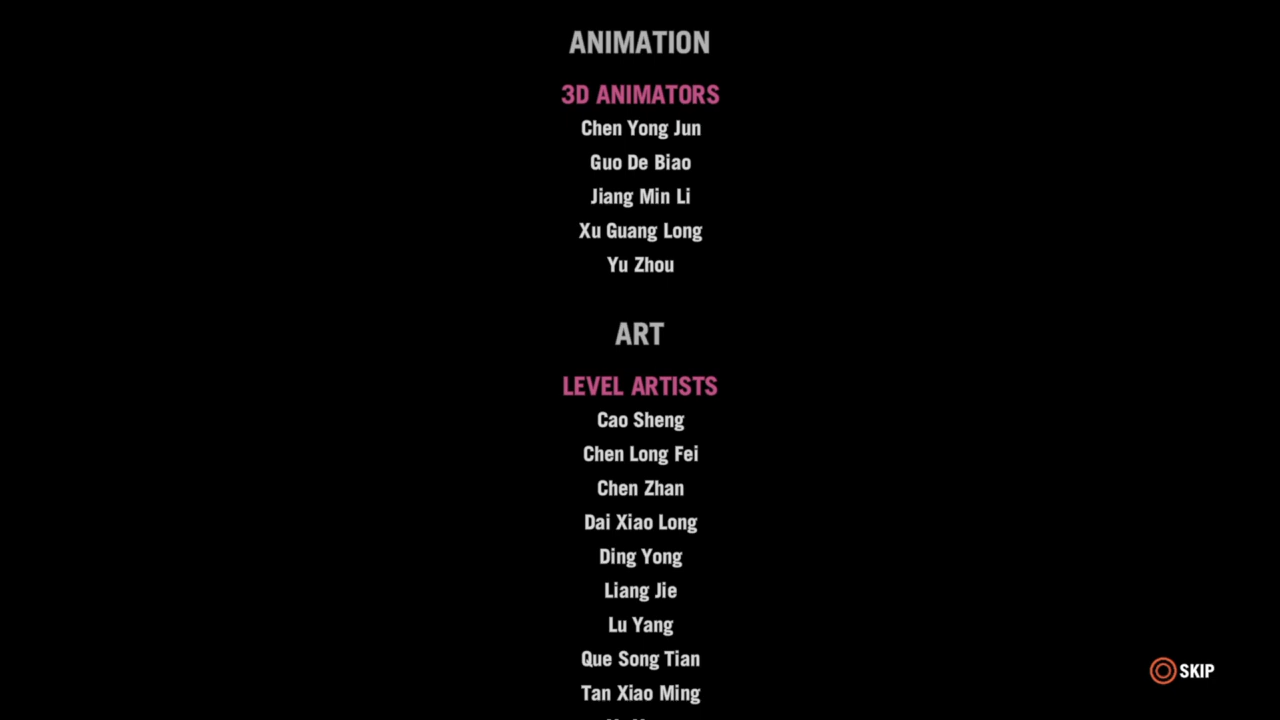 ANIMATION
3D ANIMATORS
Chen Yong Jun
Guo De Biao
Jiang Min Li
Xu Guang Long
Yu Zhou
ART
LEVEL ARTISTS
Cao Sheng
Chen Long Fei
Chen Zhan
Dai Xiao Long
Ding Yong
Liang Jie
Lu Yang
Que Song Tian
SKIP
Tan Xiao Ming